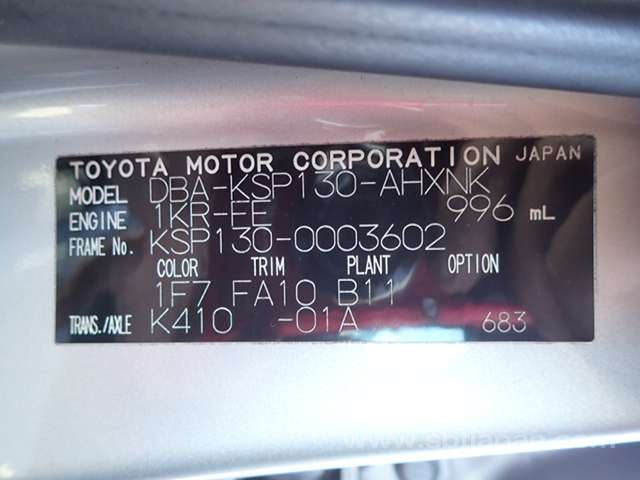 TOYOTA MOTOR CORPORATION JAPAN
MODEL DBA-KSP130-AHXNK
ENGINE 1KR-FE 996 mL
FRAME No. KSP130-0003602
COLOR TRIM PLANT OPTION
1F7 FA10 B11
TRANS./AXLE K410 -01A 683